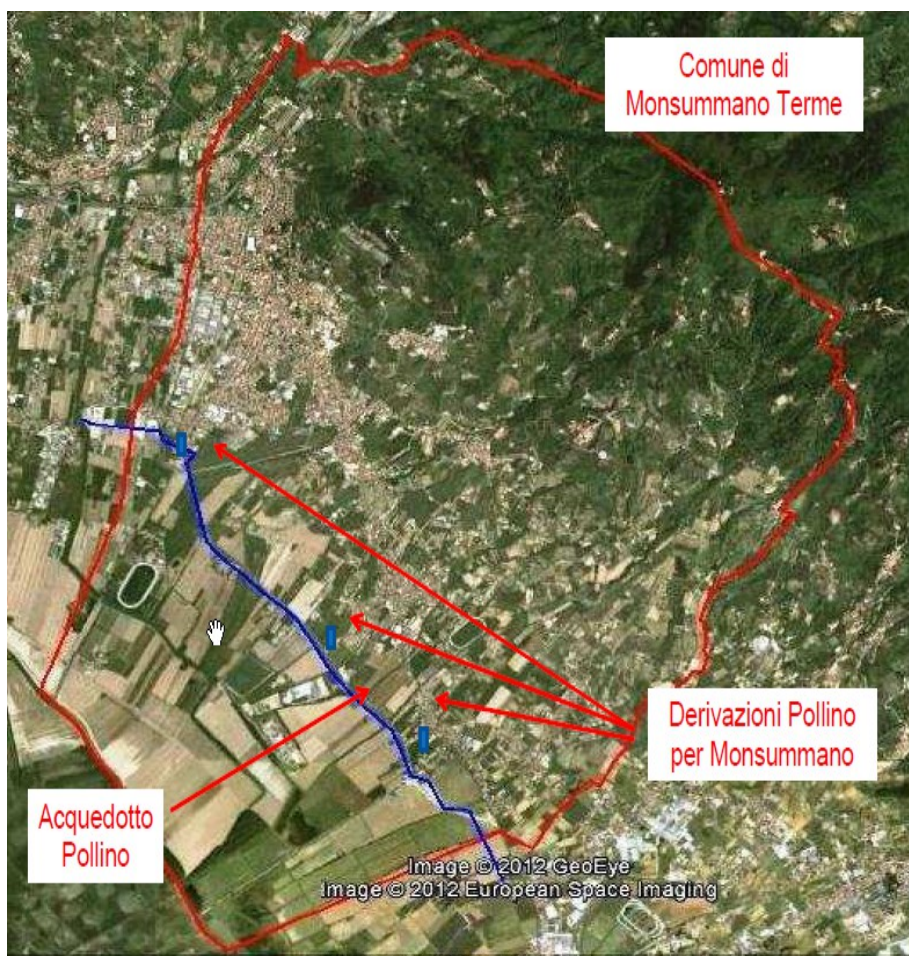 Comune di
Monsummano Terme
Derivazioni Pollino
per Monsummano
Acquedotto
Pollino
Image © 2012 GeoEye
Image © 2012 European Space Imaging